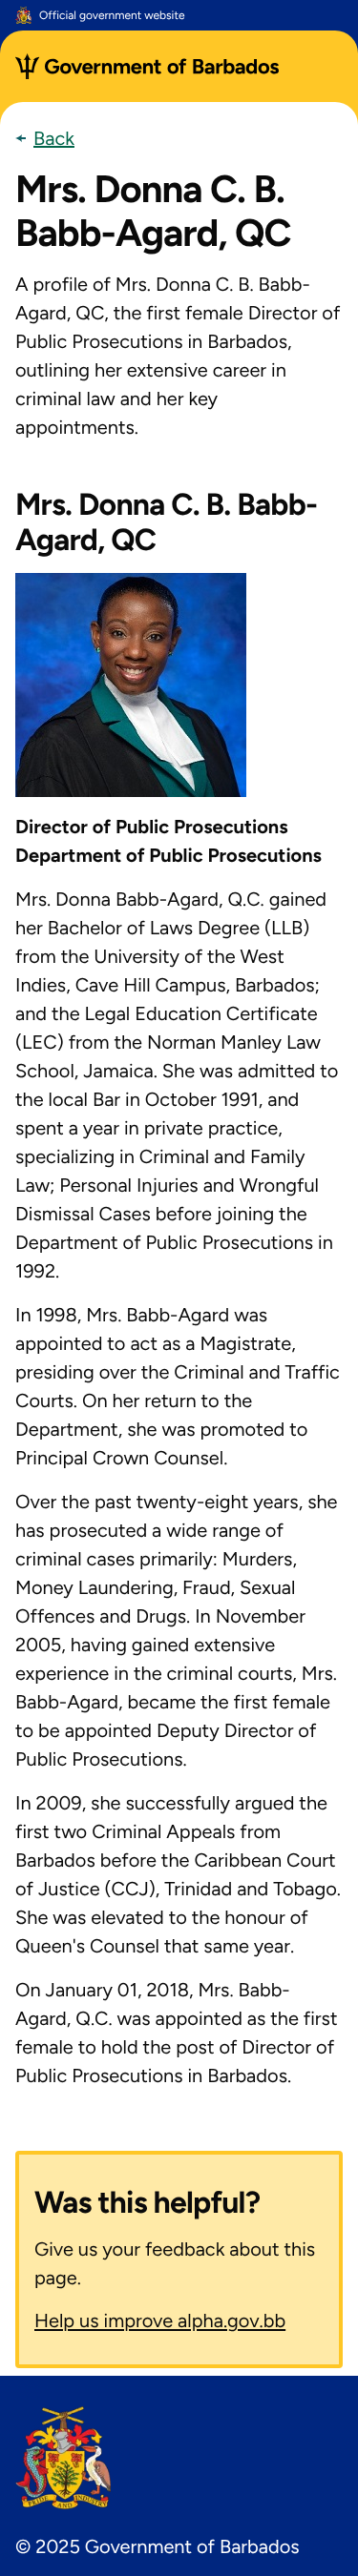 Official government website
Government of Barbados
Back
Mrs. Donna C. B.
Babb-Agard, QC
A profile of Mrs. Donna C. B. Babb-
Agard, QC, the first female Director of
Public Prosecutions in Barbados,
outlining her extensive career in
criminal law and her key
appointments.
Mrs. Donna C. B. Babb-
Agard, QC
Director of Public Prosecutions
Department of Public Prosecutions
Mrs. Donna Babb-Agard, Q.C. gained
her Bachelor of Laws Degree (LLB)
from the University of the West
Indies, Cave Hill Campus, Barbados;
and the Legal Education Certificate
(LEC) from the Norman Manley Law
School, Jamaica. She was admitted to
the local Bar in October 1991, and
spent a year in private practice,
specializing in Criminal and Family
Law; Personal Injuries and Wrongful
Dismissal Cases before joining the
Department of Public Prosecutions in
1992.
In 1998, Mrs. Babb-Agard was
appointed to act as a Magistrate,
presiding over the Criminal and Traffic
Courts. On her return to the
Department, she was promoted to
Principal Crown Counsel.
Over the past twenty-eight years, she
has prosecuted a wide range of
criminal cases primarily: Murders,
Money Laundering, Fraud, Sexual
Offences and Drugs. In November
2005, having gained extensive
experience in the criminal courts, Mrs.
Babb-Agard, became the first female
to be appointed Deputy Director of
Public Prosecutions.
In 2009, she successfully argued the
first two Criminal Appeals from
Barbados before the Caribbean Court
of Justice (CCJ), Trinidad and Tobago.
She was elevated to the honour of
Queen's Counsel that same year.
On January 01, 2018, Mrs. Babb-
Agard, Q.C. was appointed as the first
female to hold the post of Director of
Public Prosecutions in Barbados.
Was this helpful?
Give us your feedback about this
page.
Help us improve alpha.gov.bb
PRIDE AND INDUSTRY
© 2025 Government of Barbados